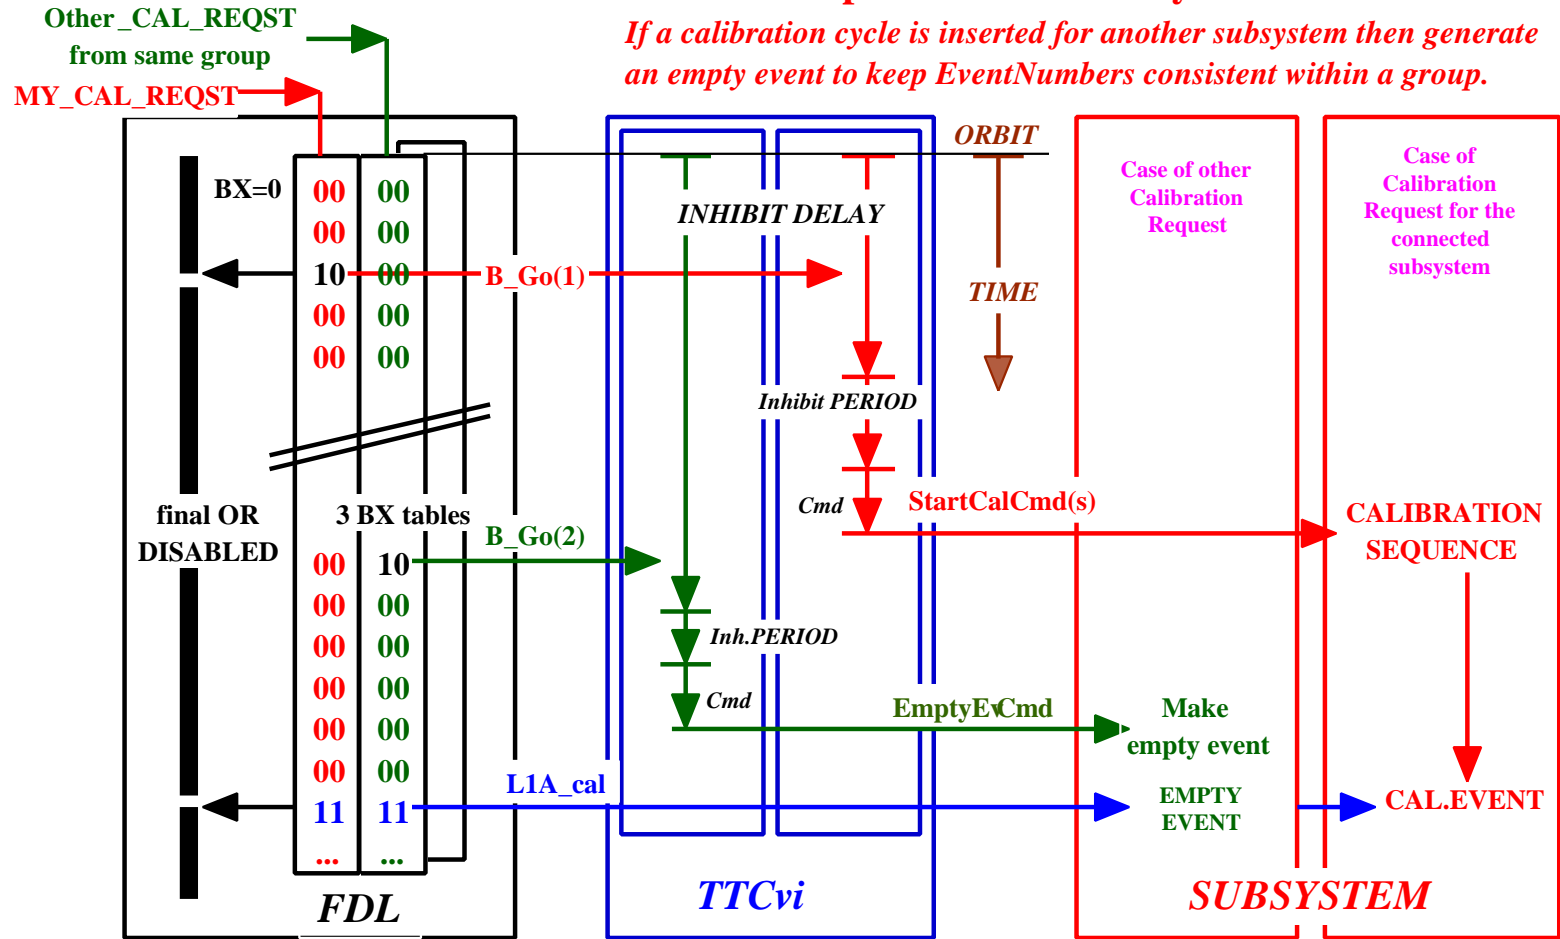 Other_CAL_REQST
from same group
MY_CAL_REQST
If a calibration cycle is inserted for another subsystem then generate
an empty event to keep EventNumbers consistent within a group.
ORBIT
Case of other
Calibration
Request
Case of
Calibration
Request for the
connected
subsystem
BX=0
00 00
00 00
10 00
00 00
00 00
INHIBIT DELAY
B_Go(1)
TIME
Inhibit PERIOD
Cmd
StartCalCmd(s)
CALIBRATION
SEQUENCE
final OR
DISABLED
3 BX tables
B_Go(2)
00 10
00 00
00 00
00 00
00 00
00 00
11 11
... ...
Inh.PERIOD
Cmd
EmptyEvCmd
Make
empty event
L1A_cal
EMPTY
EVENT
CAL.EVENT
FDL
TTCvi
SUBSYSTEM